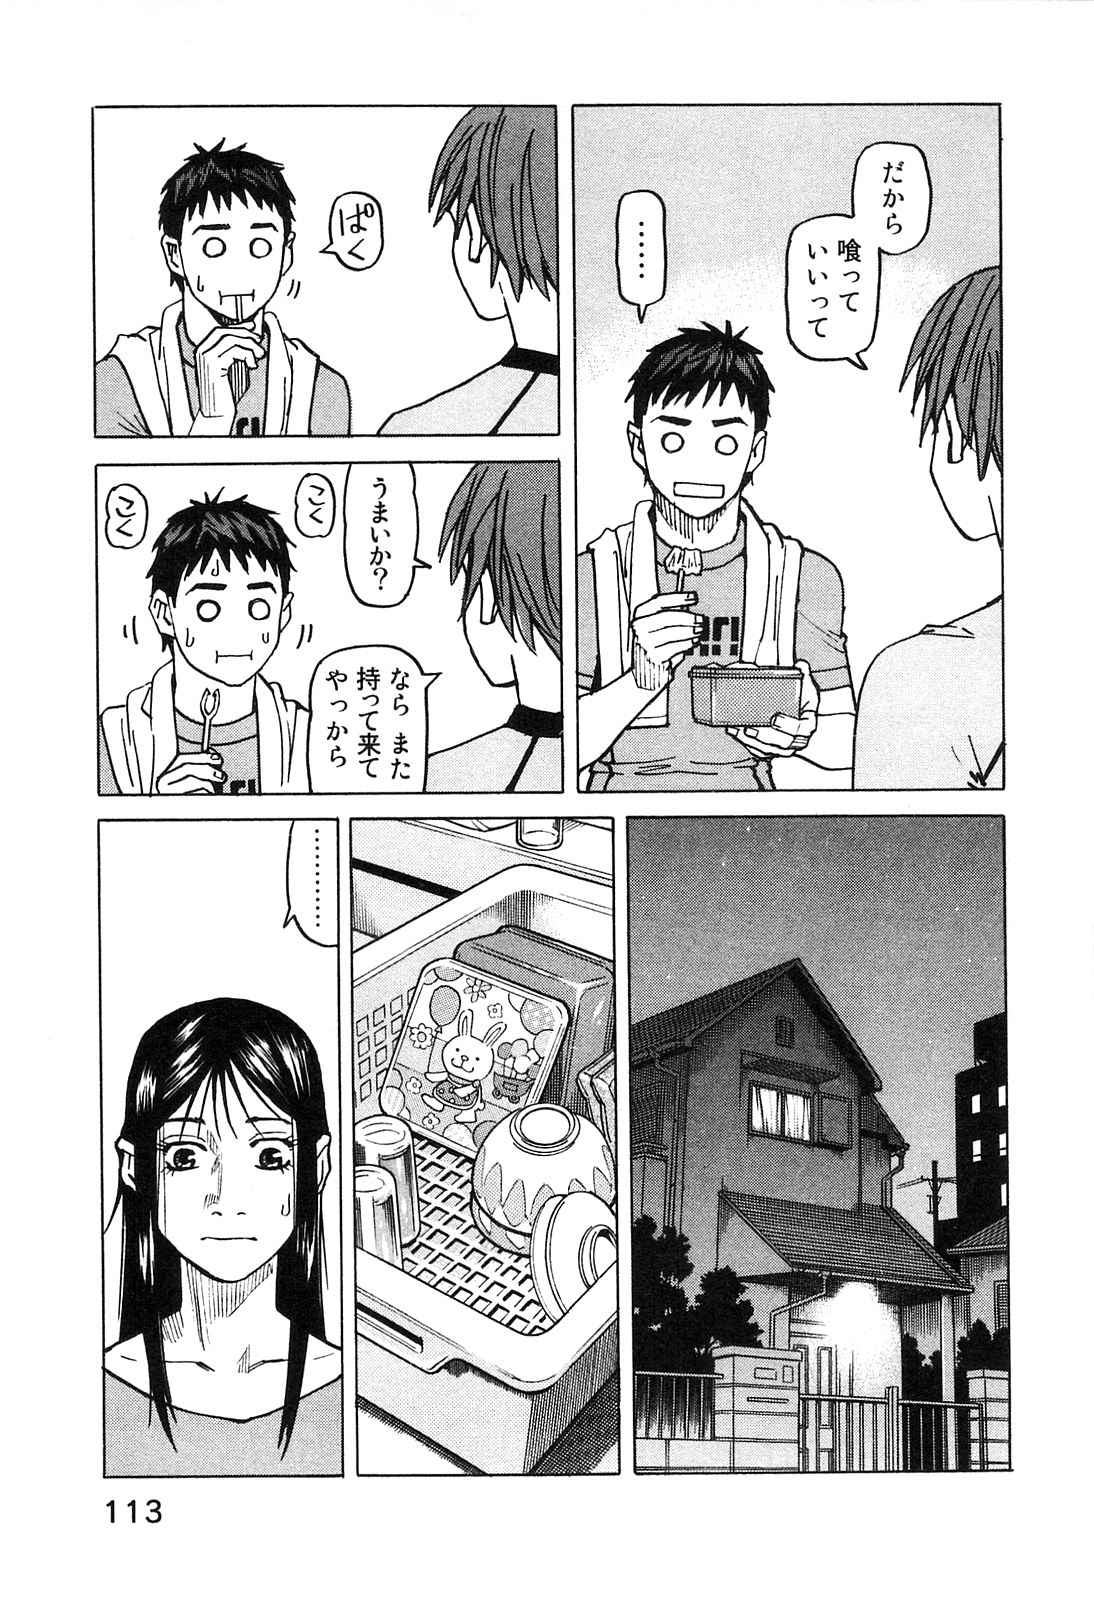 だから
喰って
いいって
……
ぱく
うまいか?
こく
こく
なら また
持って来て
やっから
………
113